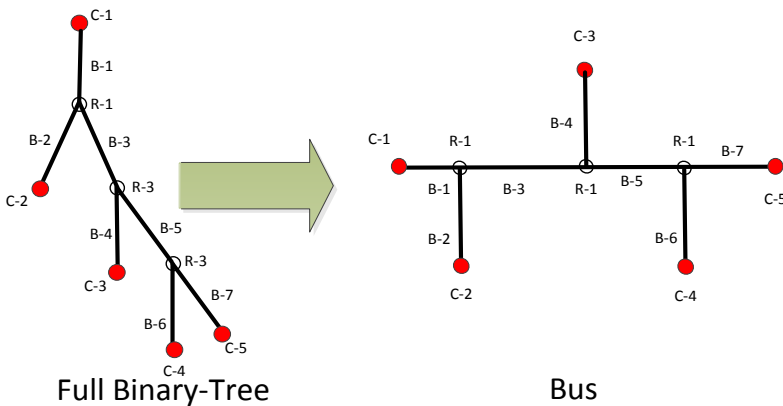 C-1
B-1
R-1
B-2
B-3
C-2
R-3
B-4
B-5
C-3
R-3
B-6
B-7
C-4
C-5
Full Binary-Tree
C-3
B-4
C-1
R-1
R-1
B-7
B-1
B-3
R-1
B-5
C-5
B-2
B-6
C-2
C-4
Bus